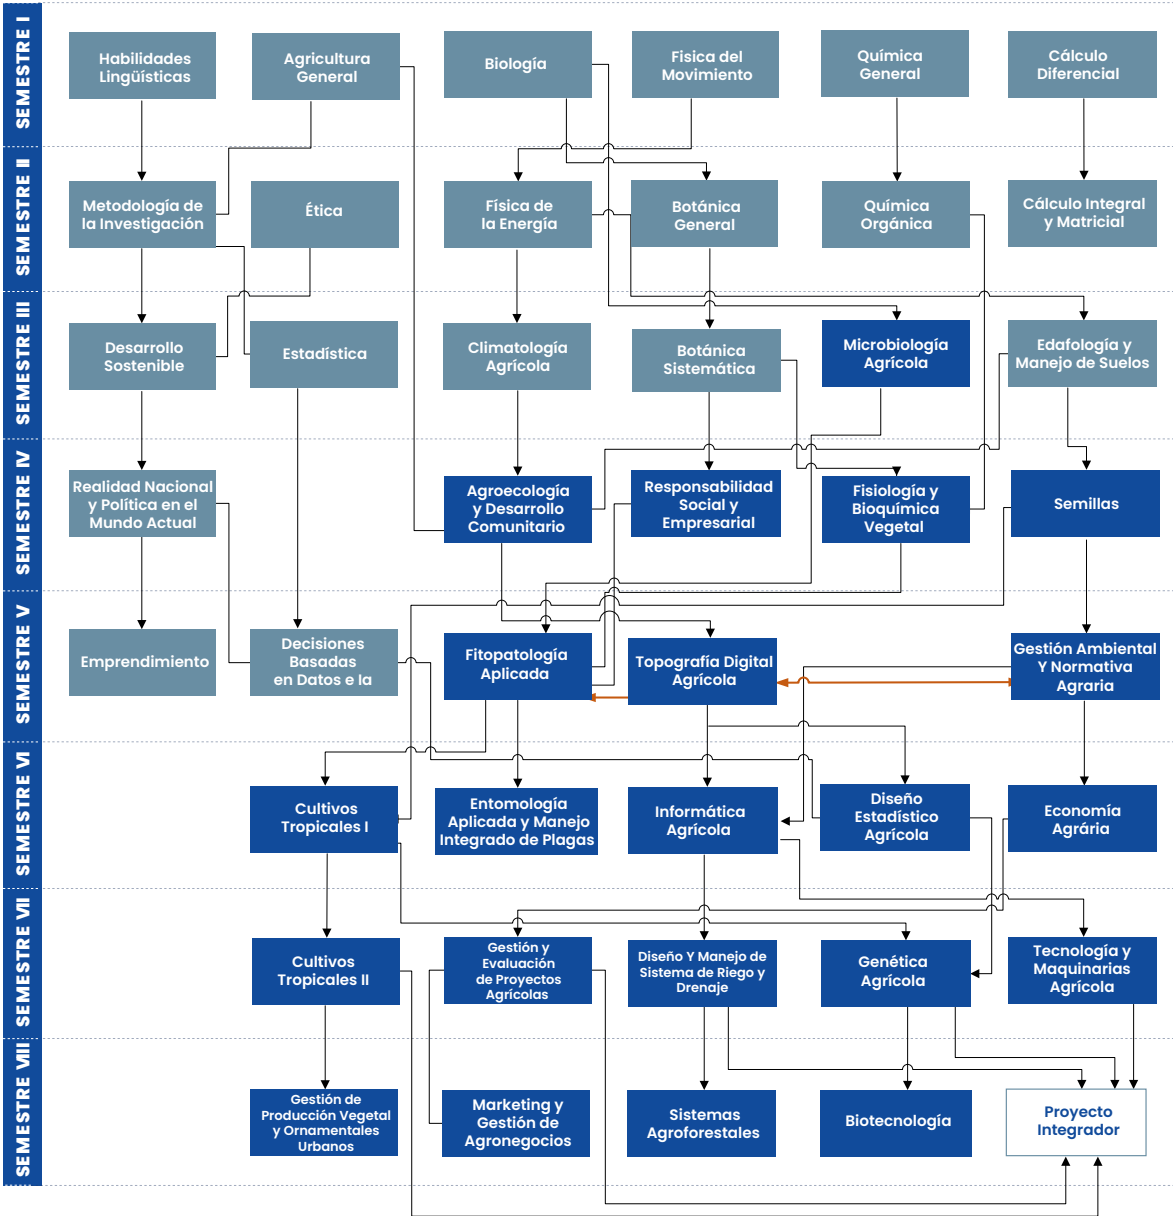 SEMESTRE I
Habilidades
Lingüísticas
Agricultura
General
Biología
Fisica del
Movimiento
Química
General
Cálculo
Diferencial
SEMESTRE II
Metodología de
la Investigación
Ética
Física de
la Energía
Botánica
General
Química
Orgánica
Cálculo Integral
y Matricial
SEMESTRE III
Desarrollo
Sostenible
Estadística
Climatología
Agrícola
Botánica
Sistemática
Microbiología
Agrícola
Edafología y
Manejo de Suelos
SEMESTRE IV
Realidad Nacional
y Política en el
Mundo Actual
Agroecología
y Desarrollo
Comunitario
Responsabilidad
Social y
Empresarial
Fisiología y
Bioquímica
Vegetal
Semillas
SEMESTRE V
Emprendimiento
Decisiones
Basadas
en Datos e la
Fitopatología
Aplicada
Topografía Digital
Agrícola
Gestión Ambiental
Y Normativa
Agraria
SEMESTRE VI
Cultivos
Tropicales I
Entomología
Aplicada y Manejo
Integrado de Plagas
Informática
Agrícola
Diseño
Estadístico
Agrícola
Economía
Agrária
SEMESTRE VII
Cultivos
Tropicales II
Gestión y
Evaluación
de Proyectos
Agrícolas
Diseño Y Manejo de
Sistema de Riego y
Drenaje
Genética
Agrícola
Tecnología y
Maquinarias
Agrícola
SEMESTRE VIII
Gestión de
Producción Vegetal
y Ornamentales
Urbanos
Marketing y
Gestión de
Agronegocios
Sistemas
Agroforestales
Biotecnología
Proyecto
Integrador